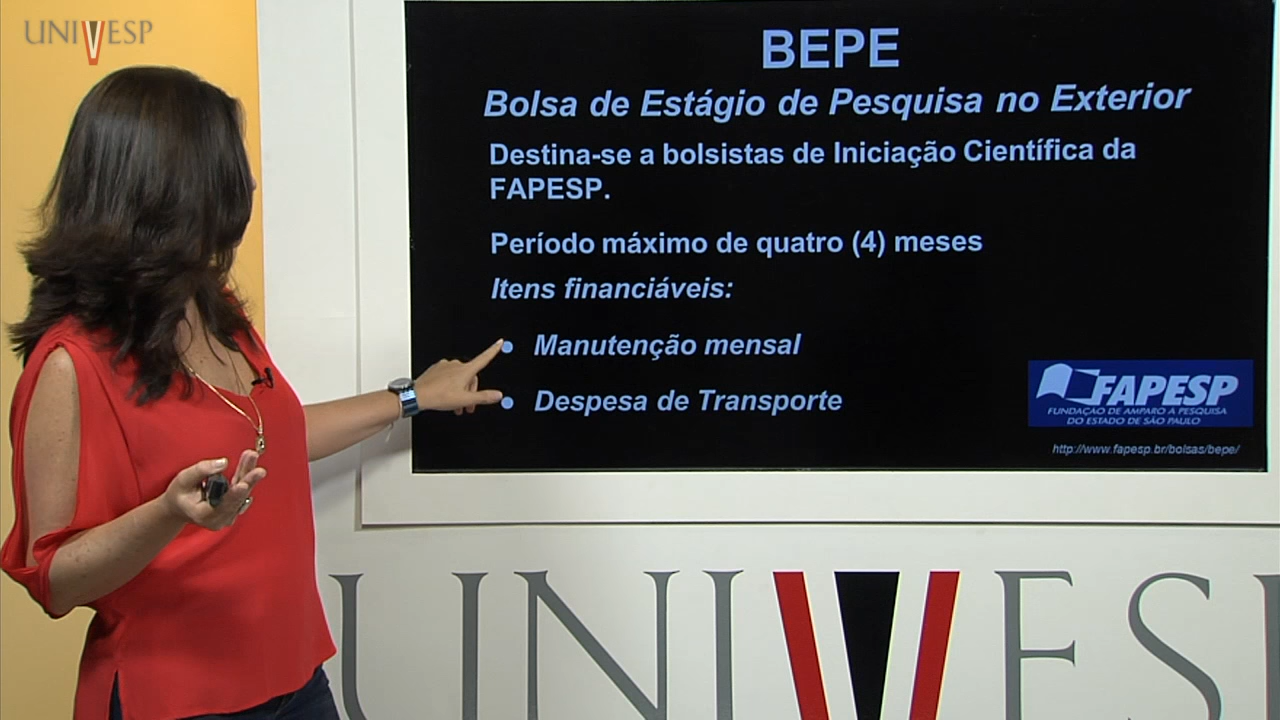 UNIVESP
BEPE
Bolsa de Estágio de Pesquisa no Exterior
Destina-se a bolsistas de Iniciação Científica da
FAPESP.
Período máximo de quatro (4) meses
Itens financiáveis:
• Manutenção mensal
• Despesa de Transporte
FAPESP
FUNDAÇÃO DE AMPARO A PESQUISA
DO ESTADO DE SÃO PAULO
http://www.fapesp.br/bolsas/bepe/
UNIVESP